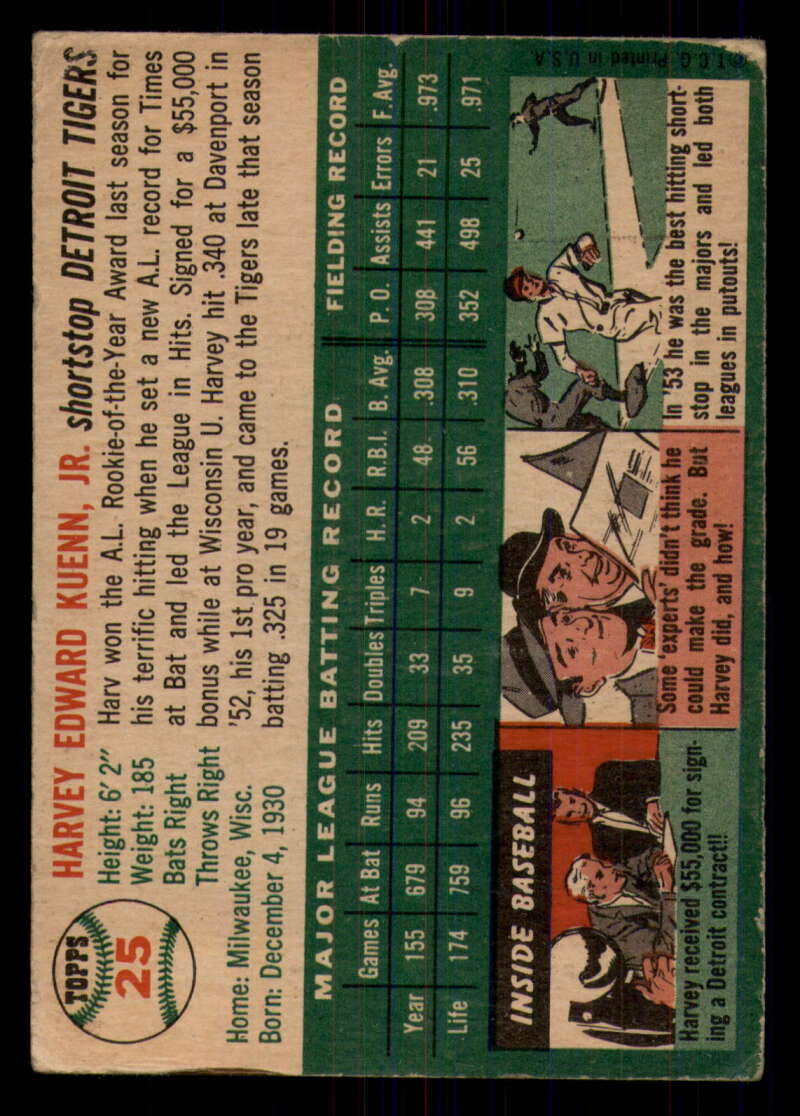 TOPPS
25
HARVEY EDWARD KUENN, JR. shortstop DETROIT TIGERS
Height: 6' 2"
Weight: 185
Bats Right
Throws Right
Home: Milwaukee, Wisc.
Born: December 4, 1930
Harv won the A.L. Rookie-of-the-Year Award last season for
his terrific hitting when he set a new A.L. record for Times
at Bat and led the League in Hits. Signed for a $55,000
bonus while at Wisconsin U. Harvey hit .340 at Davenport in
'52, his 1st pro year, and came to the Tigers late that season
batting .325 in 19 games.
MAJOR LEAGUE BATTING RECORD FIELDING RECORD
Games At Bat Runs Hits Doubles Triples H. R. R.B.I. B. Avg. P. O. Assists Errors F. Avg.
Year 155 679 94 209 33 7 2 48 .308 308 441 21 .973
Life 174 759 96 235 35 9 2 56 .310 352 498 25 .971
INSIDE BASEBALL
Harvey received $55,000 for sign-
ing a Detroit contract!!
Some 'experts' didn't think he
could make the grade. But
Harvey did, and how!
In '53 he was the best hitting short-
stop in the majors and led both
leagues in putouts!
©T. C. G. Printed in U.S.A